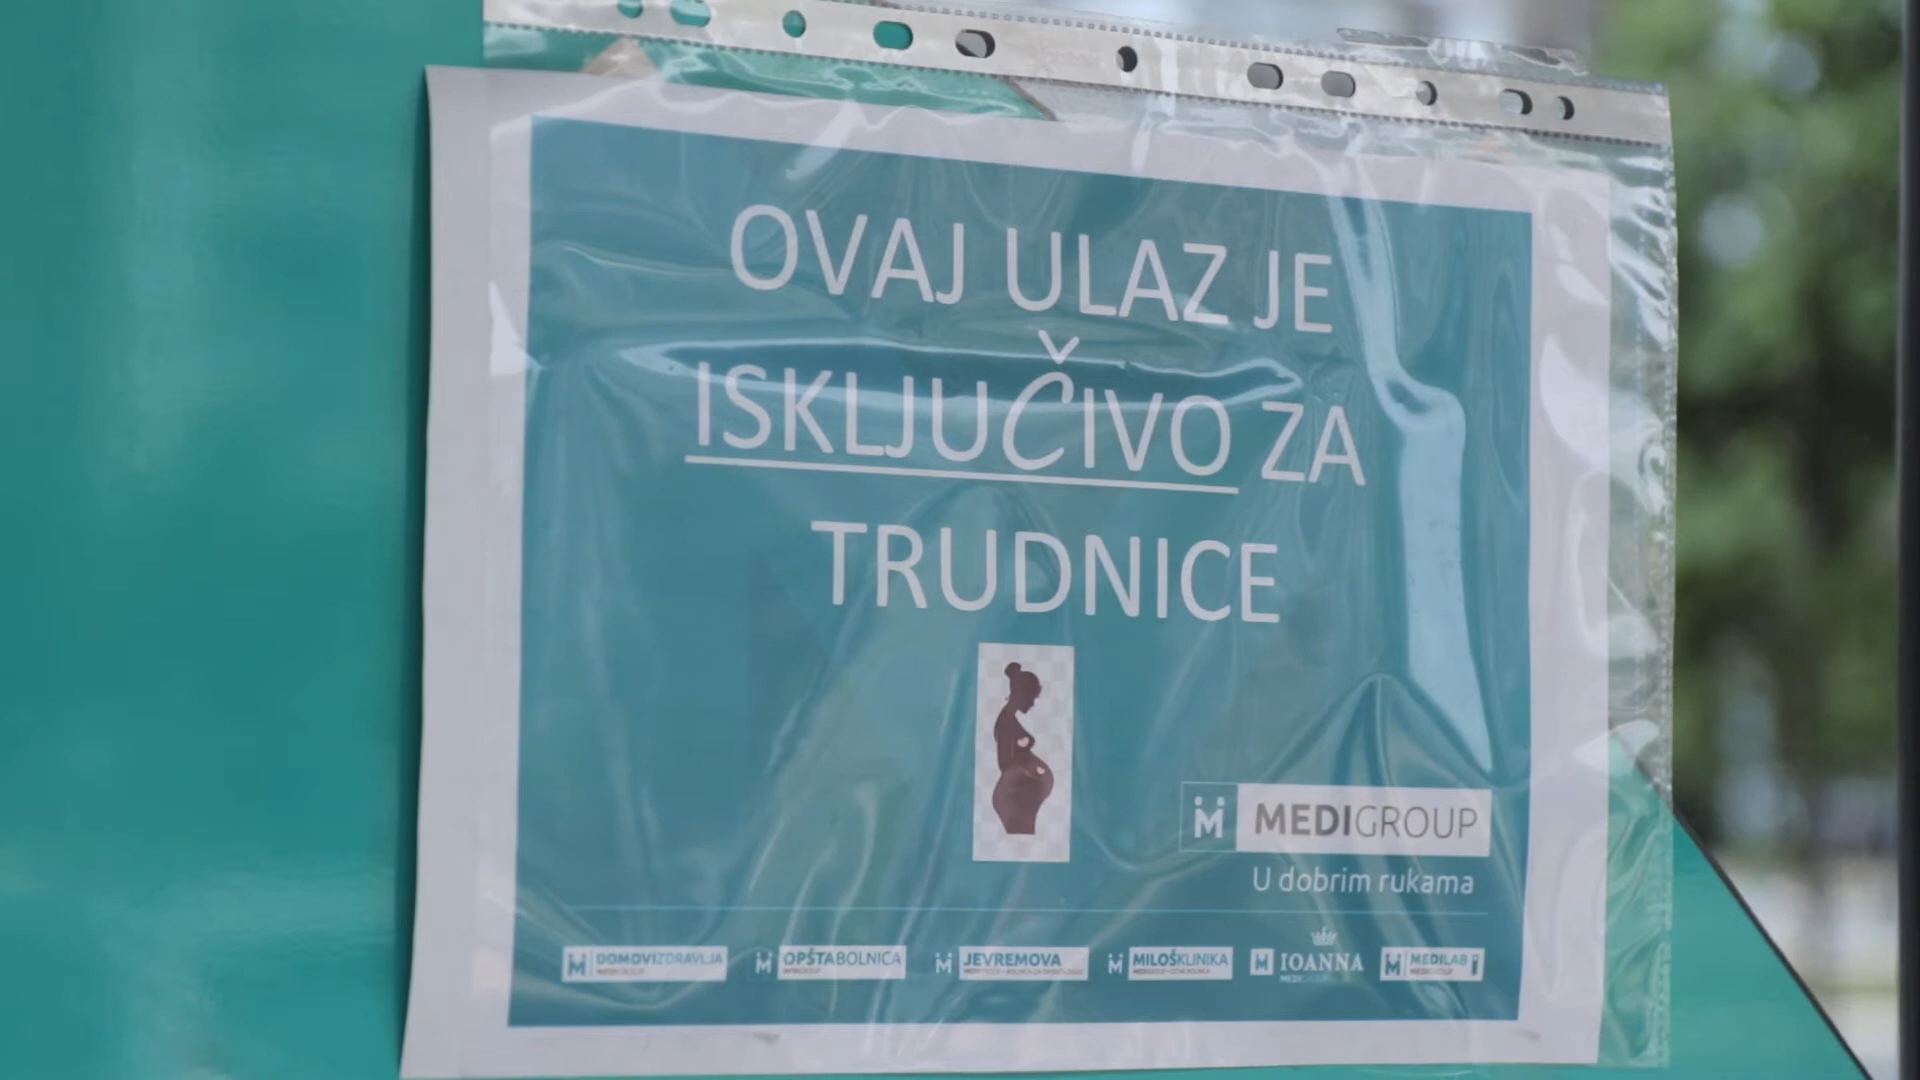 OVAJ ULAZ JE
ISKLJUČIVO ZA
TRUDNICE
MEDIGROUP
U dobrim rukama
DOMOVIZDRAVLJA OPŠTABOLNICA JEVREMOVA MILOŠKLINIKA IOANNA MEDILAB